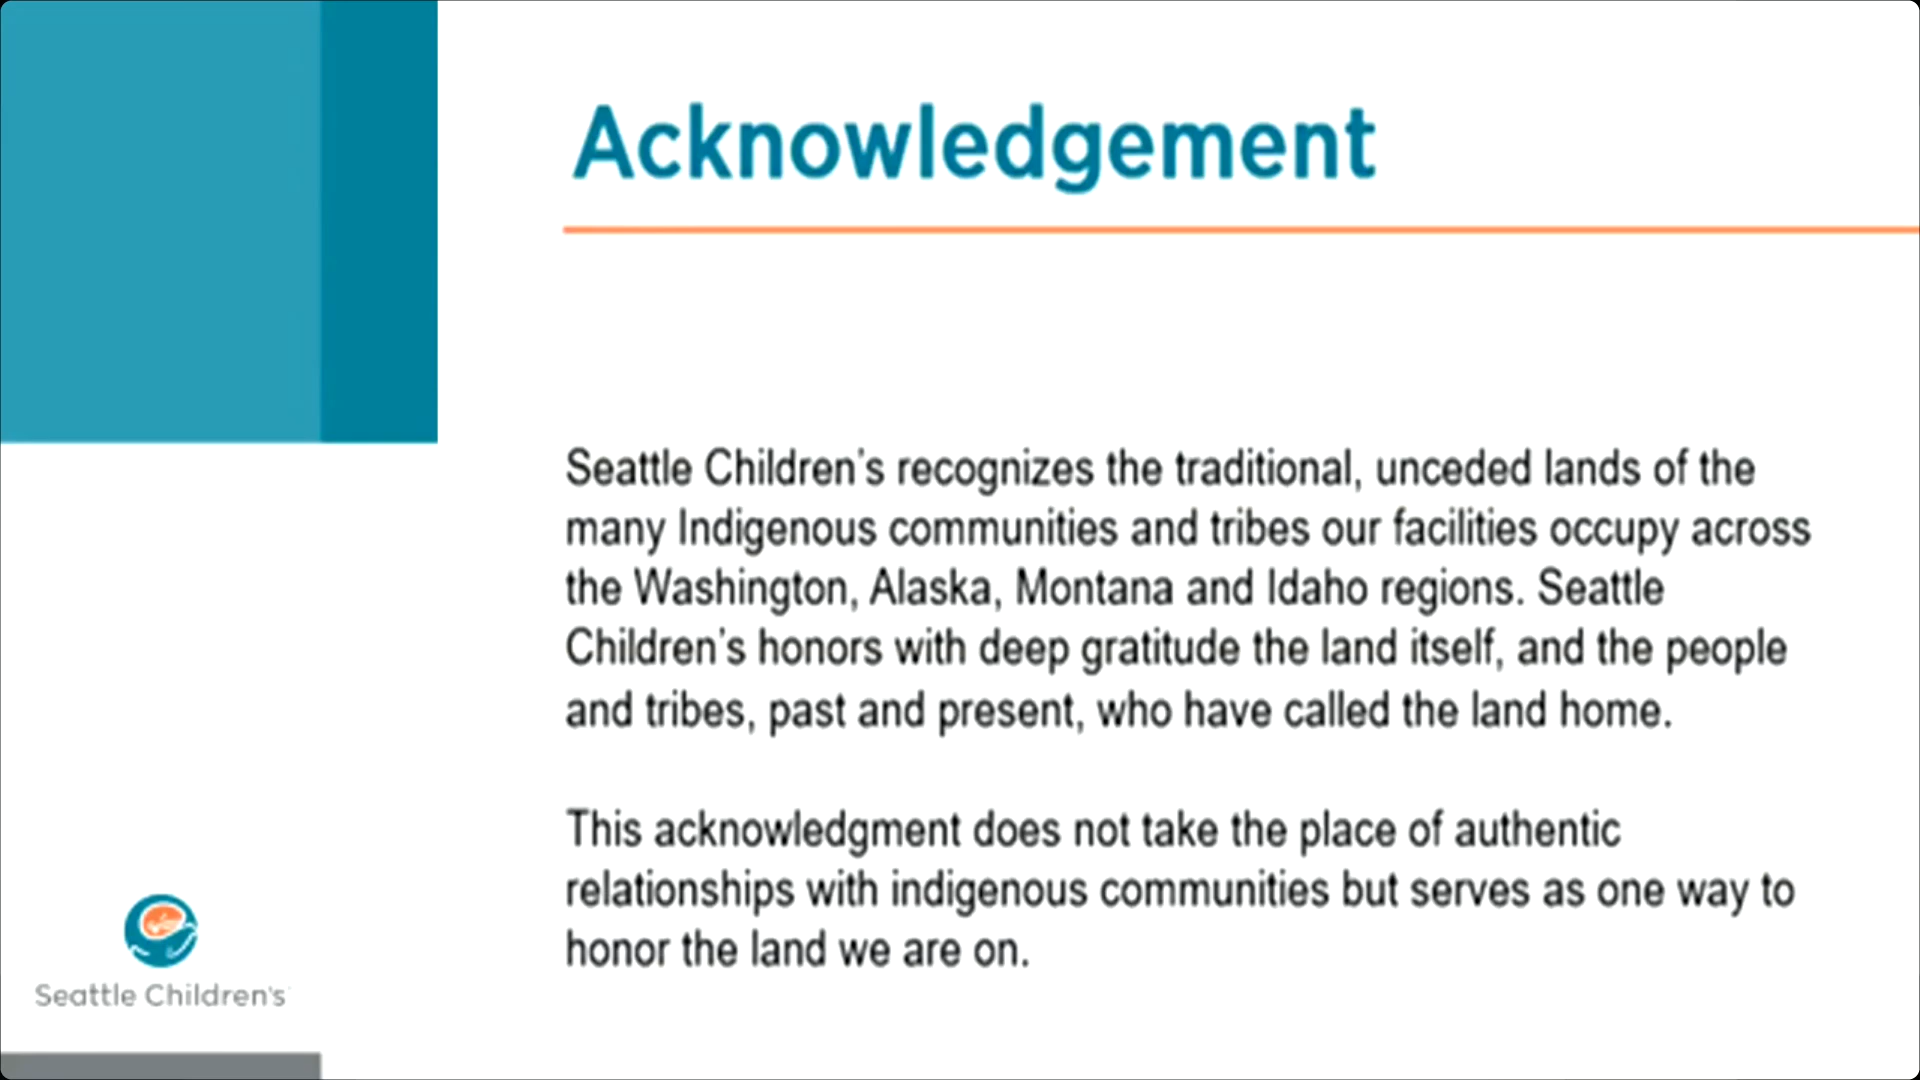 Acknowledgement
Seattle Children's recognizes the traditional, unceded lands of the
many Indigenous communities and tribes our facilities occupy across
the Washington, Alaska, Montana and Idaho regions. Seattle
Children's honors with deep gratitude the land itself, and the people
and tribes, past and present, who have called the land home.
This acknowledgment does not take the place of authentic
relationships with indigenous communities but serves as one way to
honor the land we are on.
Seattle Children's